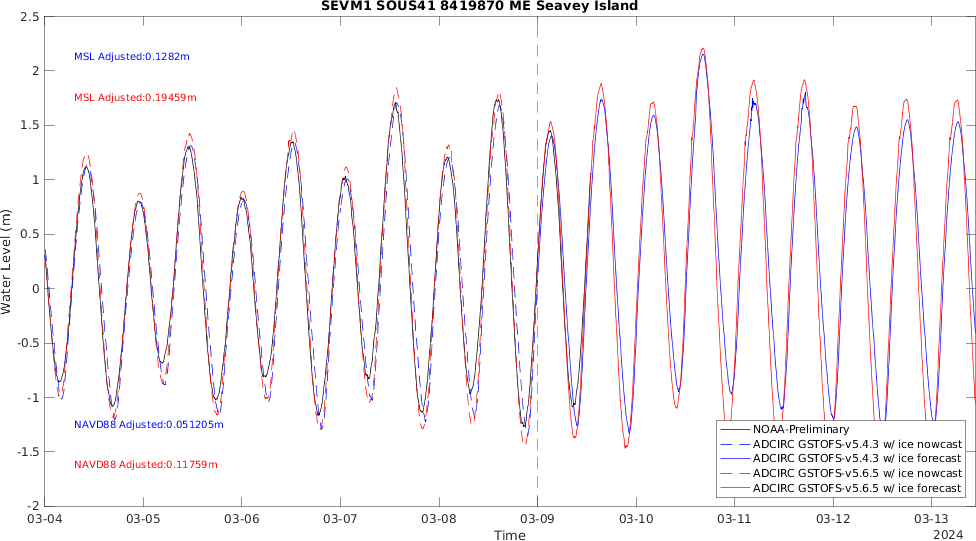 SEVM1 SOUS41 8419870 ME Seavey Island
2.5
2
1.5
1
0.5
0
-0.5
-1
-1.5
-2
Water Level (m)
MSL Adjusted:0.1282m
MSL Adjusted:0.19459m
NAVD88 Adjusted:0.051205m
NAVD88 Adjusted:0.11759m
NOAA-Preliminary
ADCIRC GSTOFS-v5.4.3 w/ ice nowcast
ADCIRC GSTOFS-v5.4.3 w/ ice forecast
ADCIRC GSTOFS-v5.6.5 w/ ice nowcast
ADCIRC GSTOFS-v5.6.5 w/ ice forecast
03-04 03-05 03-06 03-07 03-08 03-09 03-10 03-11 03-12 03-13
Time
2024